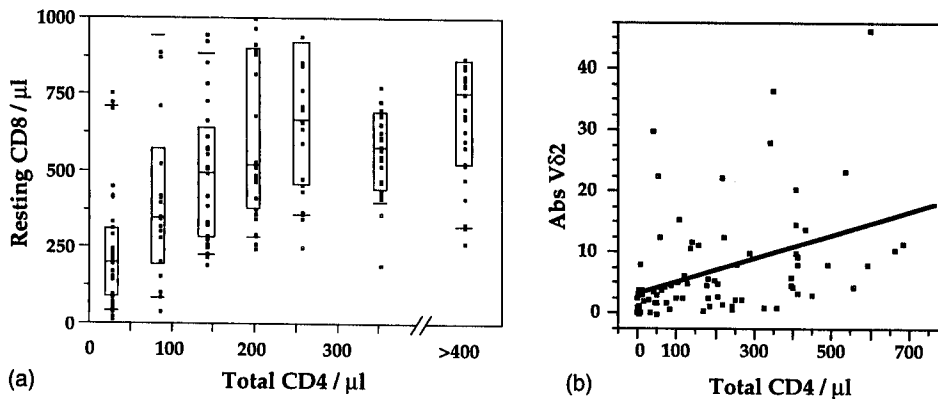 1000
750
500
250
0
Resting CD8 / µl
0 100 200 300 >400
Total CD4 / µl
(a)
40
30
20
10
0
Abs Vδ2
0 100 300 500 700
Total CD4 / µl
(b)